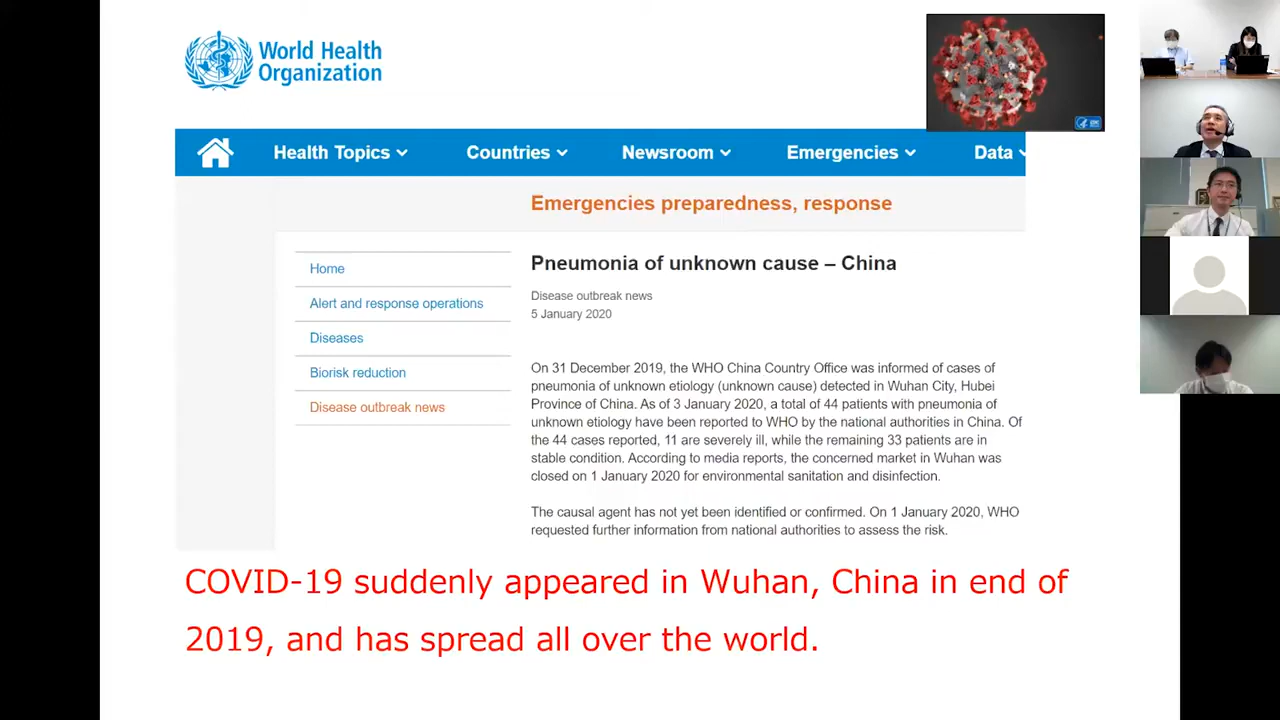 World Health
Organization
Health Topics
Countries
Newsroom
Emergencies
Data
Emergencies preparedness, response
Home
Alert and response operations
Diseases
Biorisk reduction
Disease outbreak news
Pneumonia of unknown cause – China
Disease outbreak news
5 January 2020
On 31 December 2019, the WHO China Country Office was informed of cases of
pneumonia of unknown etiology (unknown cause) detected in Wuhan City, Hubei
Province of China. As of 3 January 2020, a total of 44 patients with pneumonia of
unknown etiology have been reported to WHO by the national authorities in China. Of
the 44 cases reported, 11 are severely ill, while the remaining 33 patients are in
stable condition. According to media reports, the concerned market in Wuhan was
closed on 1 January 2020 for environmental sanitation and disinfection.
The causal agent has not yet been identified or confirmed. On 1 January 2020, WHO
requested further information from national authorities to assess the risk.
COVID-19 suddenly appeared in Wuhan, China in end of
2019, and has spread all over the world.